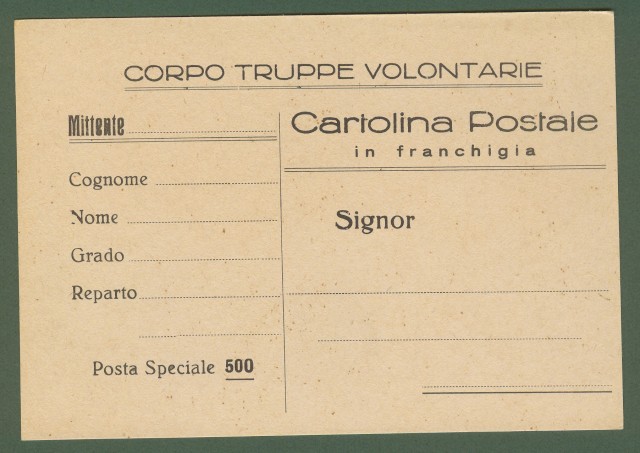 CORPO TRUPPE VOLONTARIE
Mittente
Cognome
Nome
Grado
Reparto
Posta Speciale 500
Cartolina Postale
in franchigia
Signor